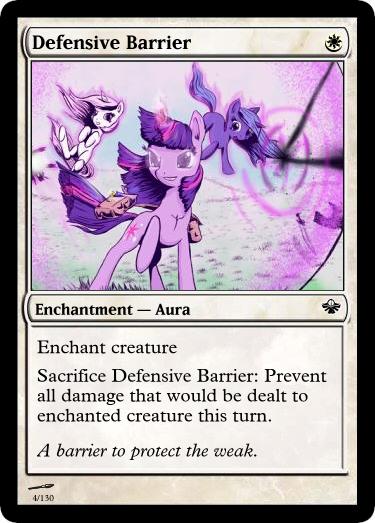 Defensive Barrier
Enchantment — Aura
Enchant creature
Sacrifice Defensive Barrier: Prevent
all damage that would be dealt to
enchanted creature this turn.
A barrier to protect the weak.
4/130